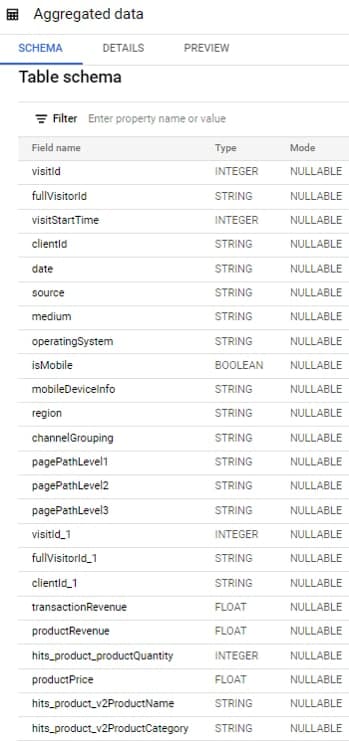 Aggregated data
SCHEMA DETAILS PREVIEW
Table schema
Filter Enter property name or value
Field name Type Mode
visitId INTEGER NULLABLE
fullVisitorId STRING NULLABLE
visitStartTime INTEGER NULLABLE
clientId STRING NULLABLE
date STRING NULLABLE
source STRING NULLABLE
medium STRING NULLABLE
operatingSystem STRING NULLABLE
isMobile BOOLEAN NULLABLE
mobileDeviceInfo STRING NULLABLE
region STRING NULLABLE
channelGrouping STRING NULLABLE
pagePathLevel1 STRING NULLABLE
pagePathLevel2 STRING NULLABLE
pagePathLevel3 STRING NULLABLE
visitId_1 INTEGER NULLABLE
fullVisitorId_1 STRING NULLABLE
clientId_1 STRING NULLABLE
transactionRevenue FLOAT NULLABLE
productRevenue FLOAT NULLABLE
hits_product_productQuantity INTEGER NULLABLE
productPrice FLOAT NULLABLE
hits_product_v2ProductName STRING NULLABLE
hits_product_v2ProductCategory STRING NULLABLE